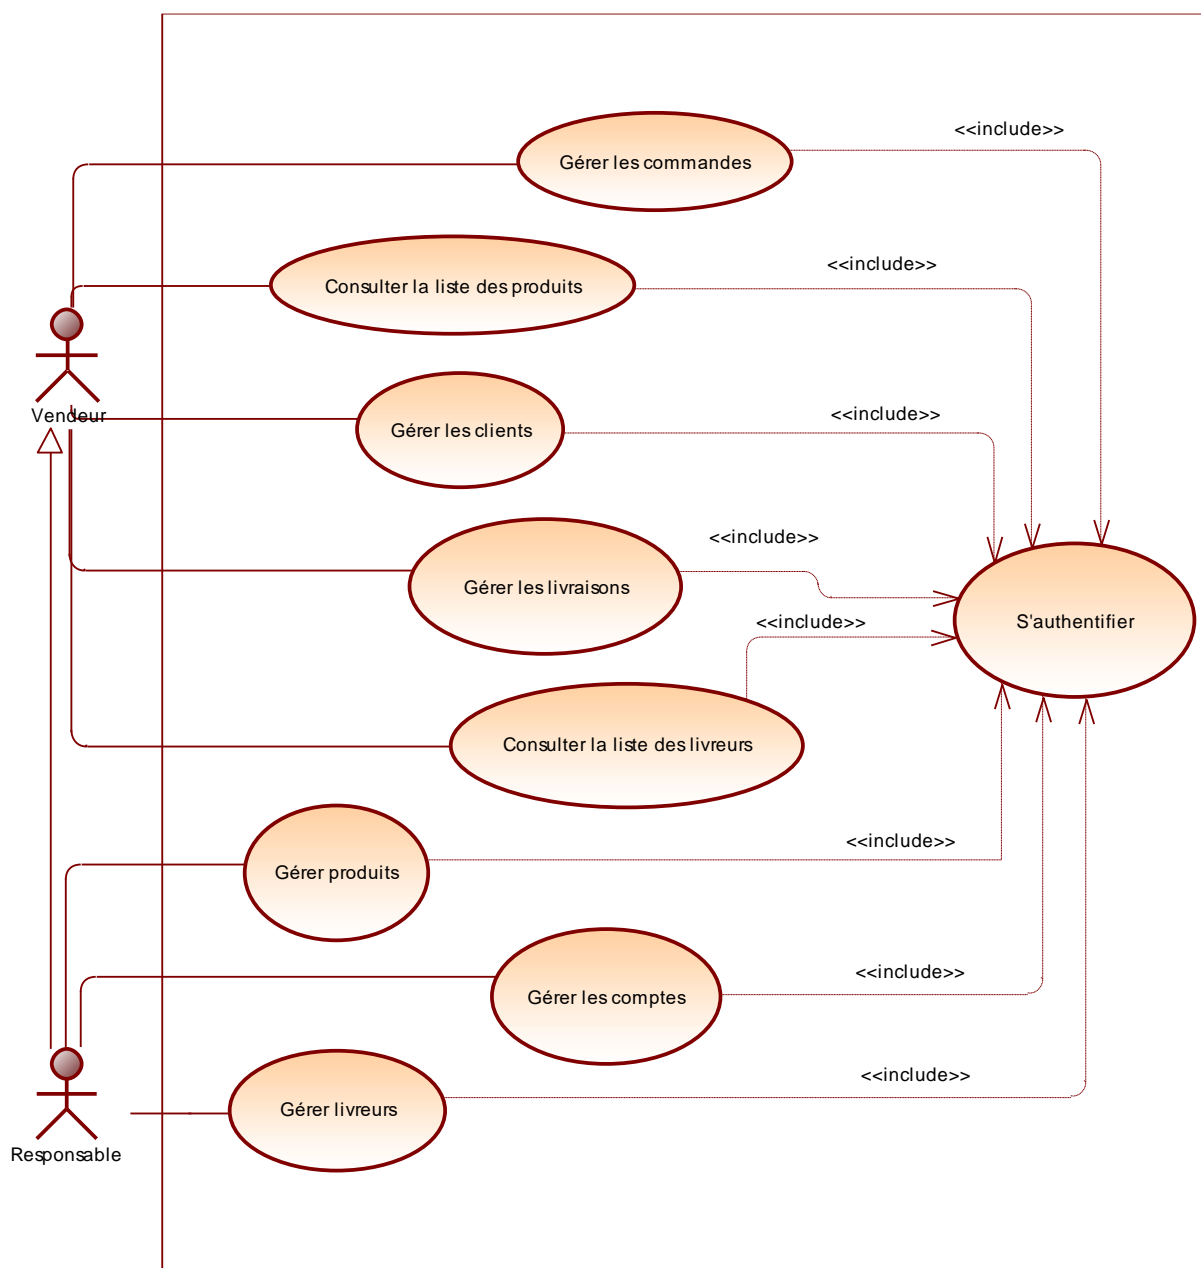 <<include>>
Gérer les commandes
<<include>>
Consulter la liste des produits
Vendeur
<<include>>
Gérer les clients
<<include>>
Gérer les livraisons
<<include>>
S'authentifier
Consulter la liste des livreurs
<<include>>
Gérer produits
<<include>>
Gérer les comptes
<<include>>
Gérer livreurs
Responsable